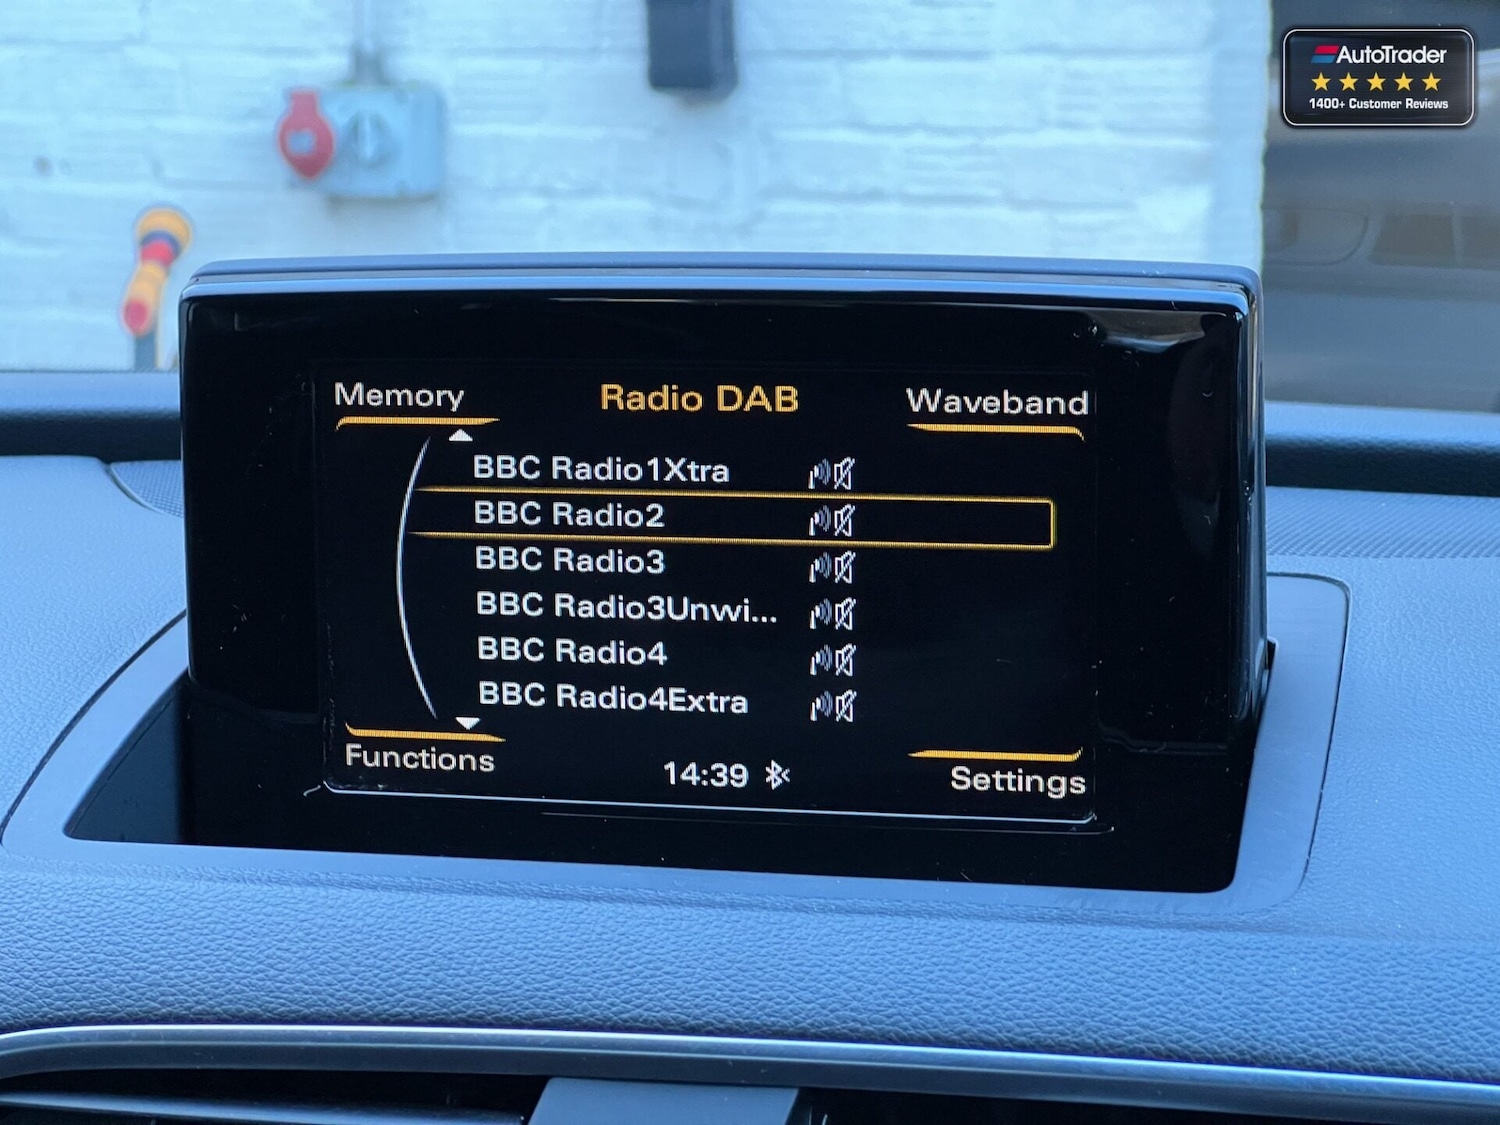 AutoTrader
1400+ Customer Reviews
Memory
Radio DAB
Waveband
BBC Radio1Xtra
BBC Radio2
BBC Radio3
BBC Radio3Unwi...
BBC Radio4
BBC Radio4Extra
Functions
14:39
Settings